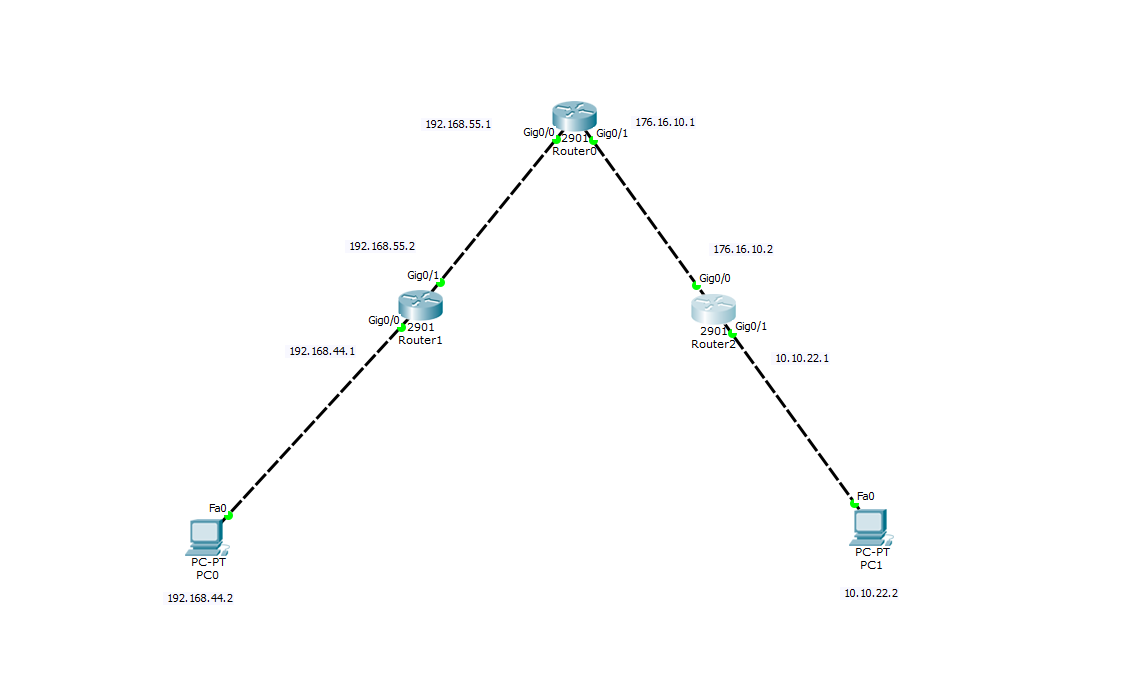 192.168.55.1
176.16.10.1
Gig0/0
Gig0/1
2901
Router0
192.168.55.2
176.16.10.2
Gig0/1
Gig0/0
Gig0/0
2901
Router1
Gig0/1
2901
Router2
192.168.44.1
10.10.22.1
Fa0
PC-PT
PC0
192.168.44.2
Fa0
PC-PT
PC1
10.10.22.2